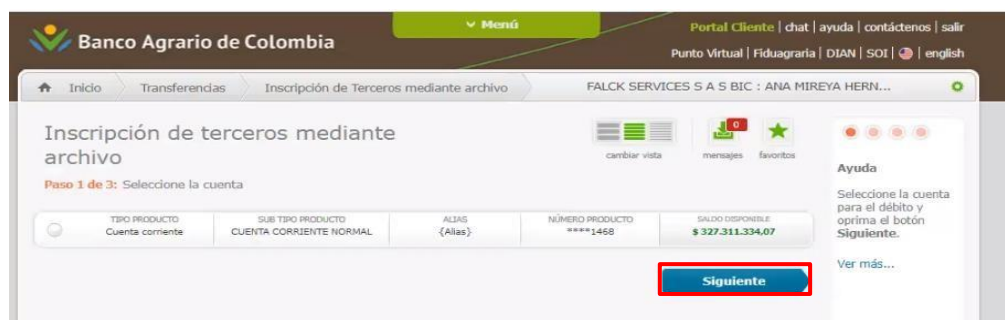 Banco Agrario de Colombia
Menú
Portal Cliente | chat | ayuda | contáctenos | salir
Punto Virtual | Fiduagraria | DIAN | SOI | | english
Inicio
Transferencias
Inscripción de Terceros mediante archivo
FALCK SERVICES S A S BIC : ANA MIREYA HERN...
Inscripción de terceros mediante
archivo
Paso 1 de 3: Seleccione la cuenta
cambiar vista
0
mensajes
favoritos
TIPO PRODUCTO
Cuenta corriente
SUB TIPO PRODUCTO
CUENTA CORRIENTE NORMAL
ALIAS
{Alias}
NÚMERO PRODUCTO
****1468
SALDO DISPONIBLE
$ 327.311.334,07
Siguiente
Ayuda
Seleccione la cuenta
para el débito y
oprima el botón
Siguiente.
Ver más...